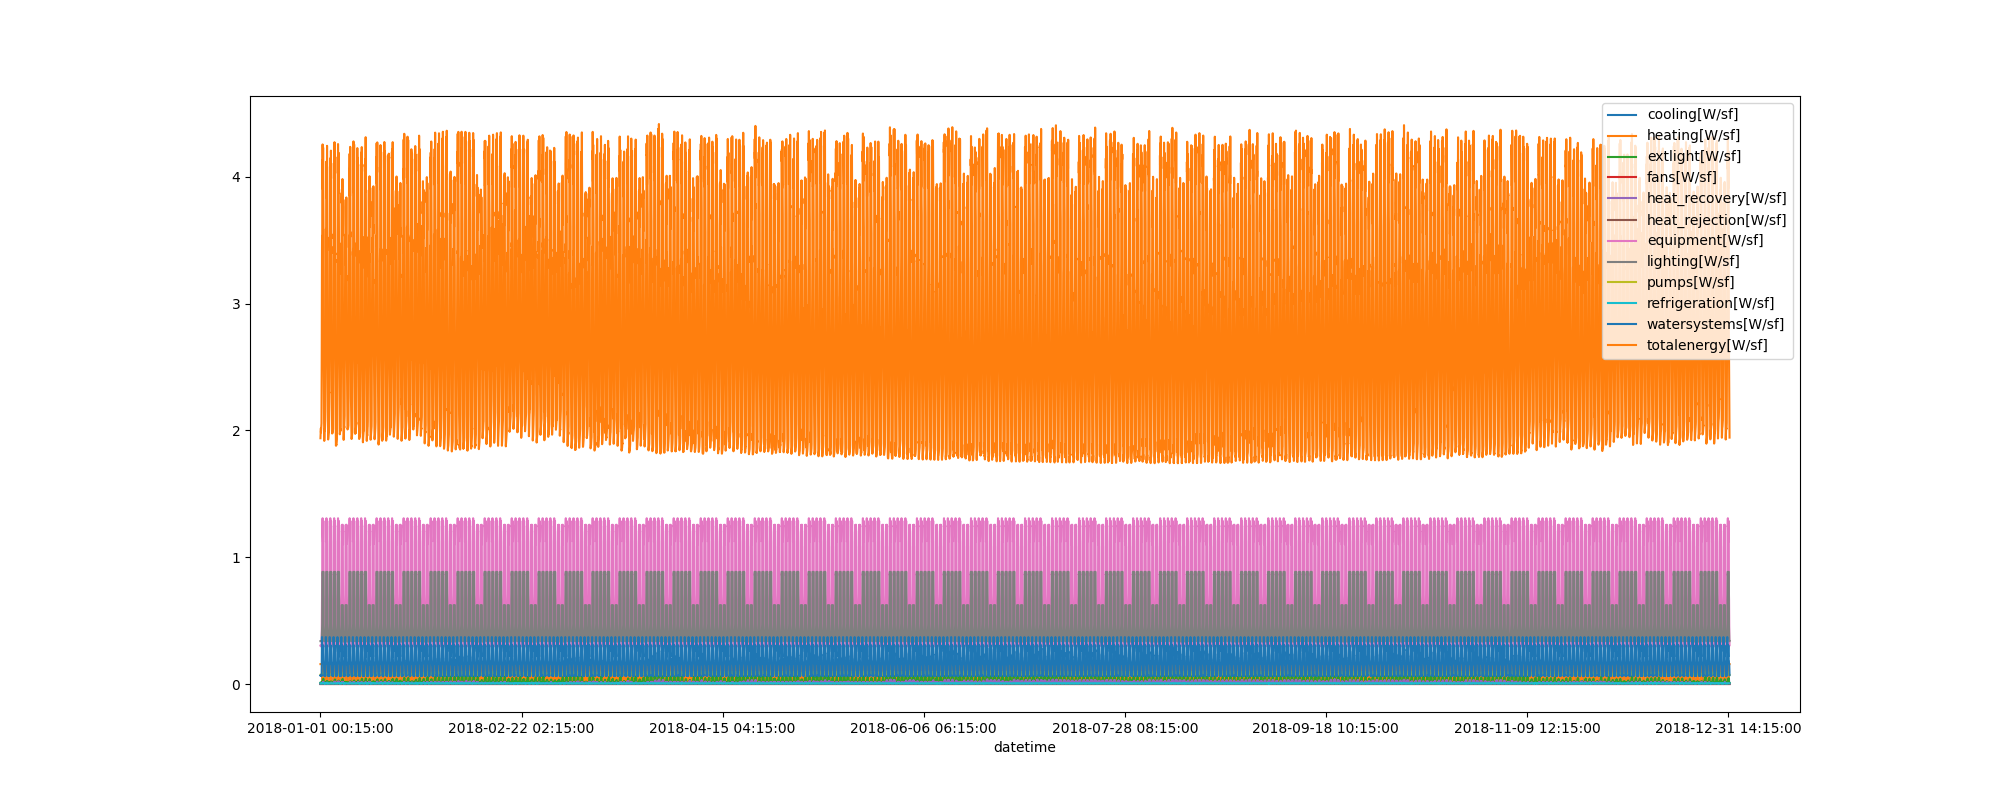 cooling[W/sf]
heating[W/sf]
extlight[W/sf]
fans[W/sf]
heat_recovery[W/sf]
heat_rejection[W/sf]
equipment[W/sf]
lighting[W/sf]
pumps[W/sf]
refrigeration[W/sf]
watersystems[W/sf]
totalenergy[W/sf]
4
3
2
1
0
2018-01-01 00:15:00 2018-02-22 02:15:00 2018-04-15 04:15:00 2018-06-06 06:15:00 2018-07-28 08:15:00 2018-09-18 10:15:00 2018-11-09 12:15:00 2018-12-31 14:15:00
datetime